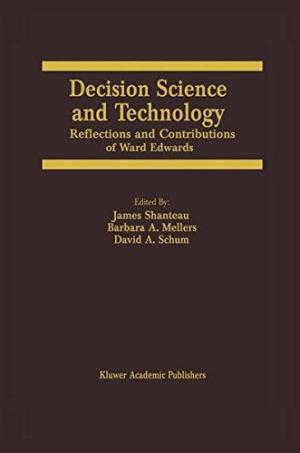 Decision Science
and Technology
Reflections and Contributions
of Ward Edwards
Edited By:
James Shanteau
Barbara A. Mellers
David A. Schum
Kluwer Academic Publishers